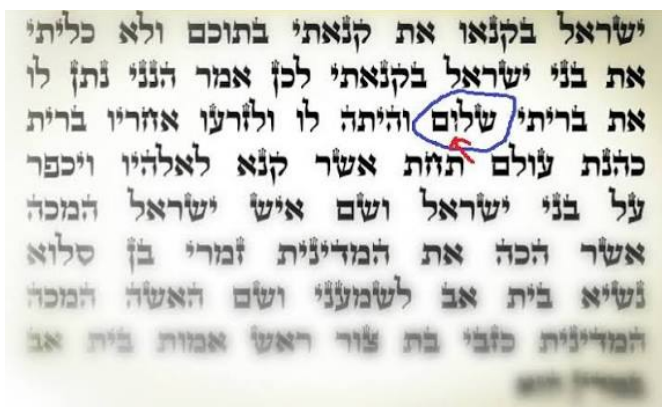 ישראל בקנאו את קנאתי בתוכם ולא כליתי
את בני ישראל בקנאתי לכן אמר הנני נתן לו
את בריתי שלום והיתה לו ולזרעו אחריו ברית
כהנת עולם תחת אשר קנא לאלהיו ויכפר
על בני ישראל ושם איש ישראל המכה
אשר הכה את המדינית זמרי בן סלוא
נשיא בית אב לשמעני ושם האשה המכה
המדינית כזבי בת צור ראש אמות בית אב